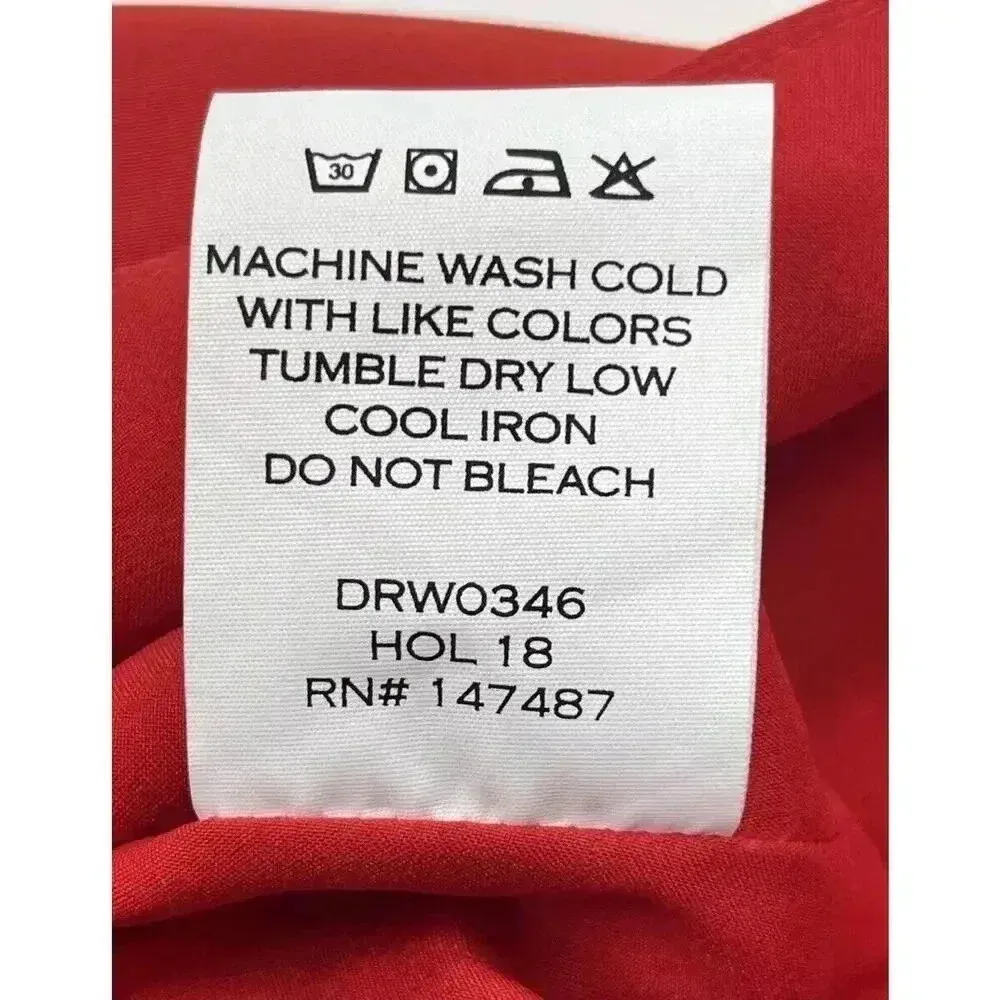 30
MACHINE WASH COLD
WITH LIKE COLORS
TUMBLE DRY LOW
COOL IRON
DO NOT BLEACH
DRW0346
HOL 18
RN# 147487